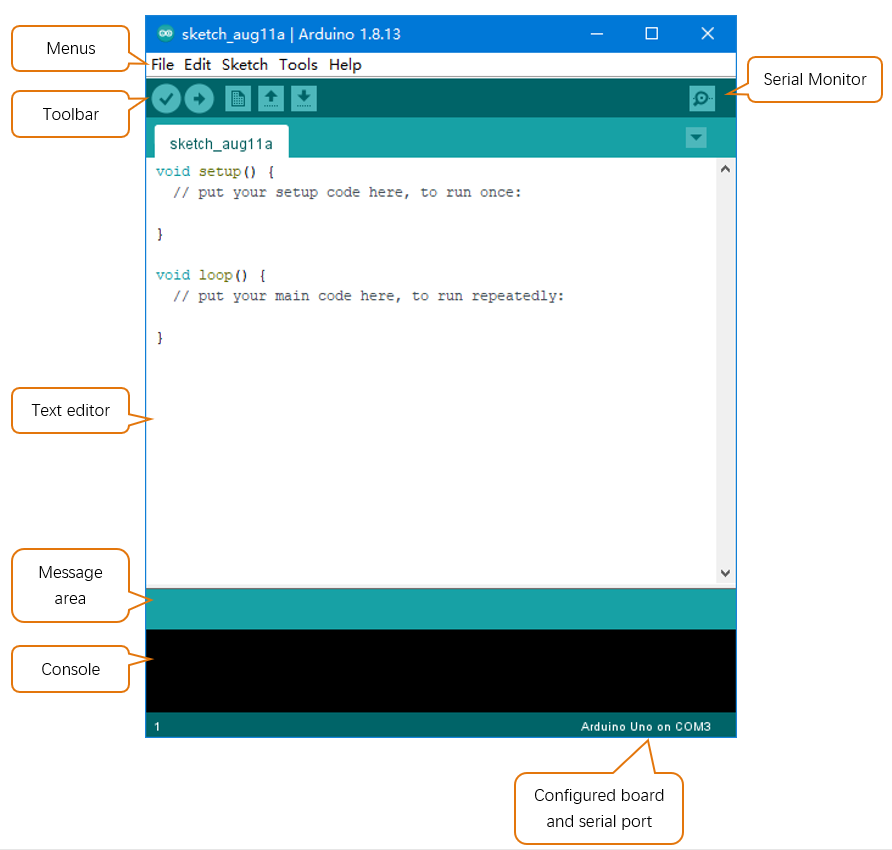 sketch_aug11a | Arduino 1.8.13
Menus
File Edit Sketch Tools Help
Serial Monitor
Toolbar
sketch_aug11a
void setup() {
// put your setup code here, to run once:
}
void loop() {
// put your main code here, to run repeatedly:
}
Text editor
Message
area
Console
1
Arduino Uno on COM3
Configured board
and serial port